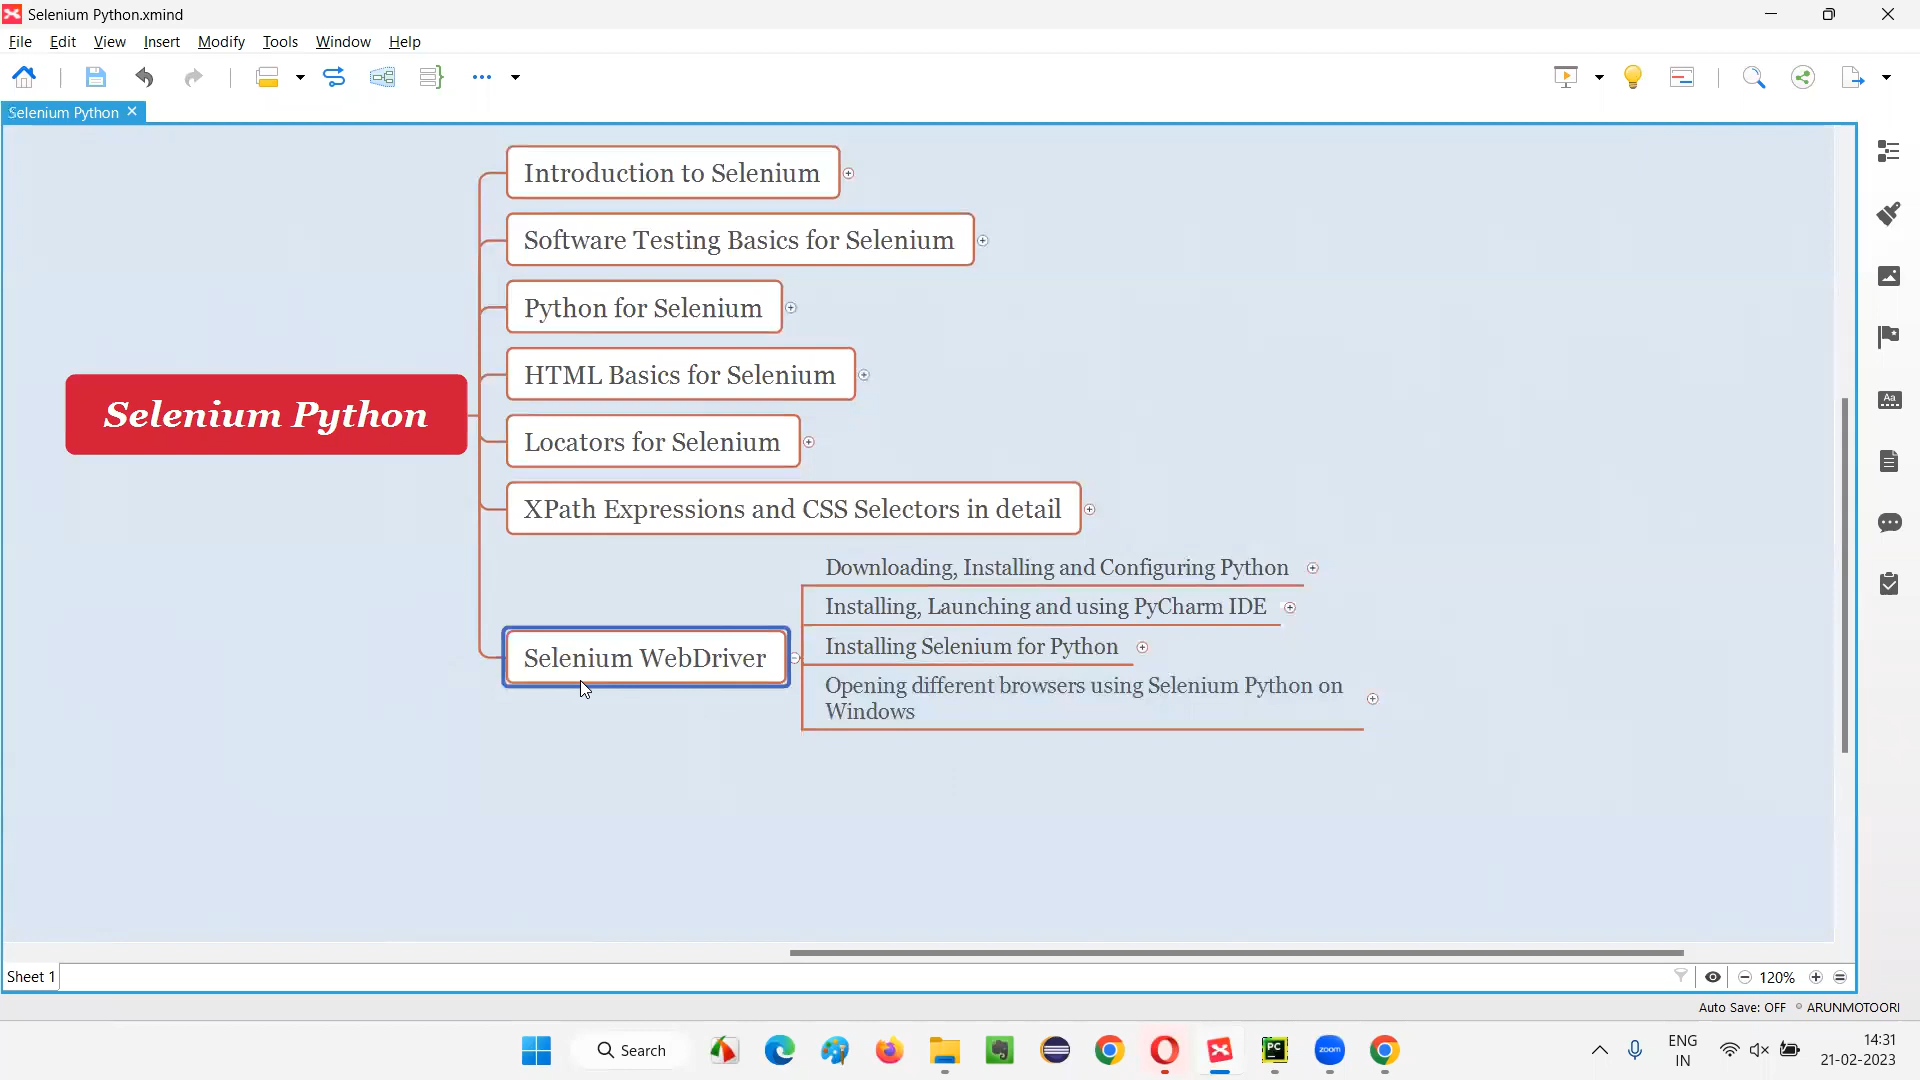 Selenium Python.xmind
File Edit View Insert Modify Tools Window Help
Selenium Python
Introduction to Selenium
Software Testing Basics for Selenium
Python for Selenium
HTML Basics for Selenium
Selenium Python
Locators for Selenium
XPath Expressions and CSS Selectors in detail
Selenium WebDriver
Downloading, Installing and Configuring Python
Installing, Launching and using PyCharm IDE
Installing Selenium for Python
Opening different browsers using Selenium Python on
Windows
Aa
Sheet 1
120%
Auto Save: OFF ARUNMOTOORI
Search
PC
zoom
ENG
IN
14:31
21-02-2023